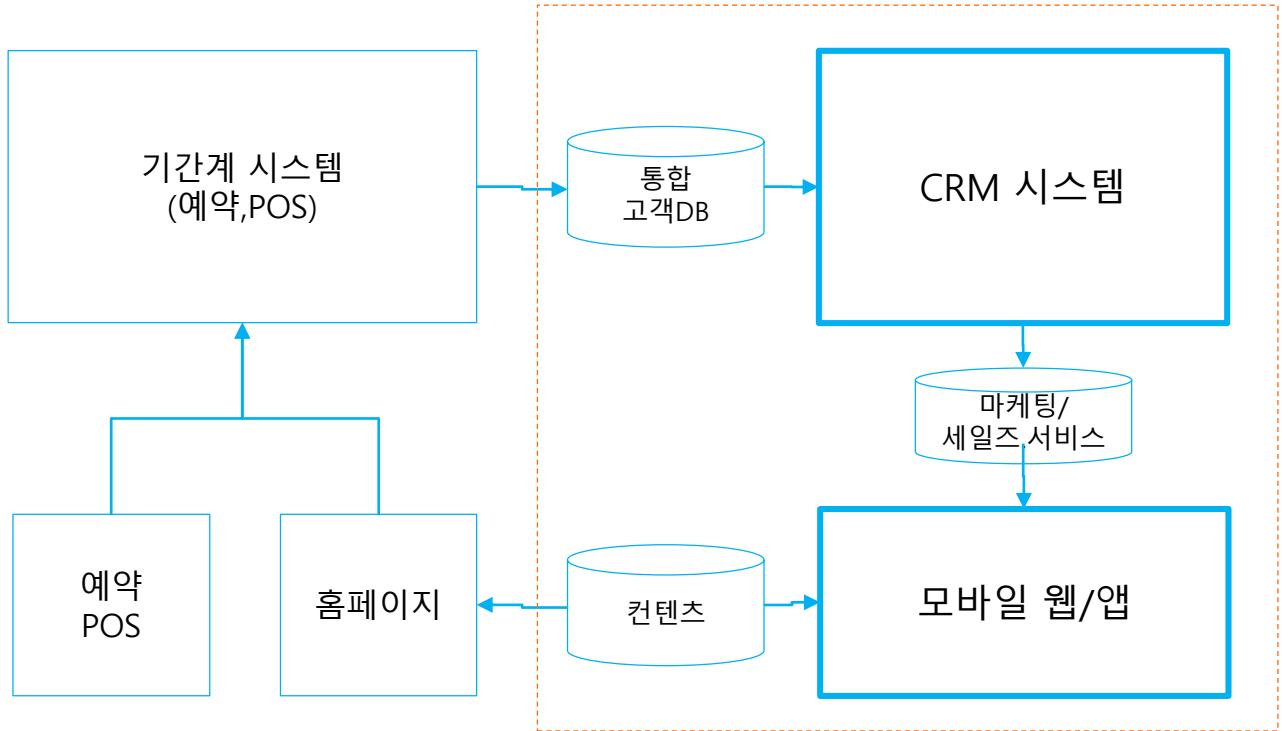 기간계 시스템
(예약,POS)
통합
고객DB
CRM 시스템
마케팅/
세일즈 서비스
예약
POS
홈페이지
컨텐츠
모바일 웹/앱